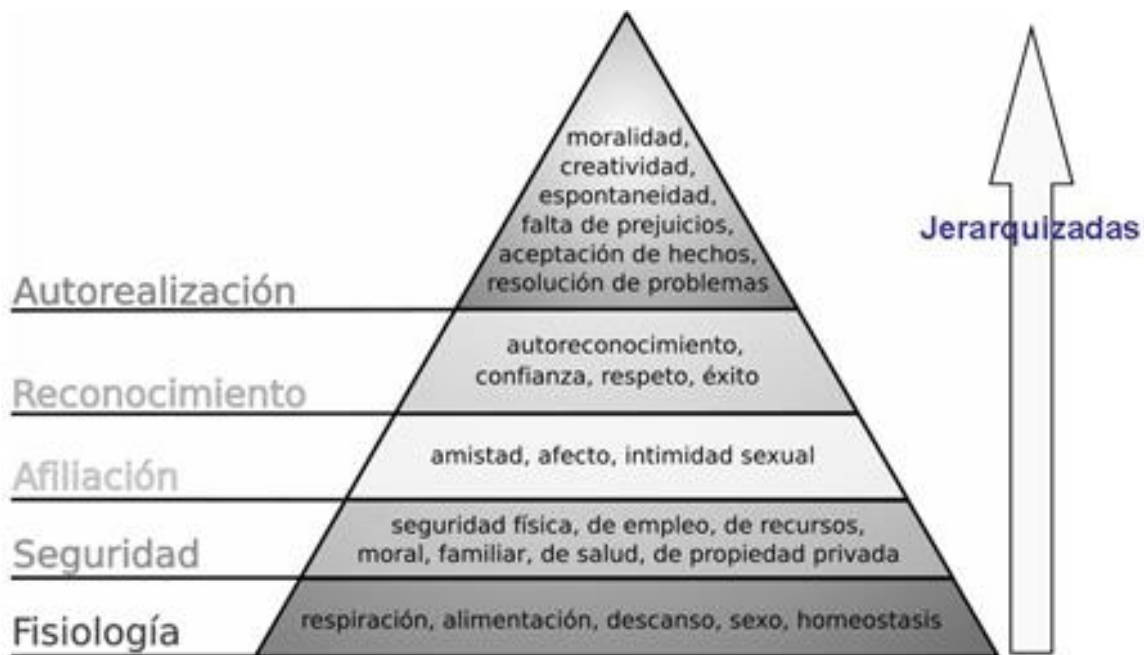 moralidad,
creatividad,
espontaneidad,
falta de prejuicios,
aceptación de hechos,
resolución de problemas
Autorealización
autoreconocimiento,
confianza, respeto, éxito
Reconocimiento
amistad, afecto, intimidad sexual
Afiliación
seguridad física, de empleo, de recursos,
moral, familiar, de salud, de propiedad privada
Seguridad
respiración, alimentación, descanso, sexo, homeostasis
Fisiología
Jerarquizadas